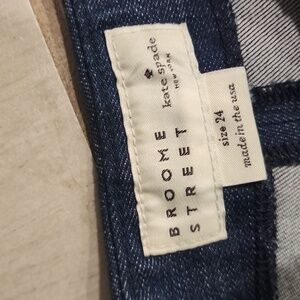 kate spade
NEW YORK
BROOME
STREET
size 24
made in the usa